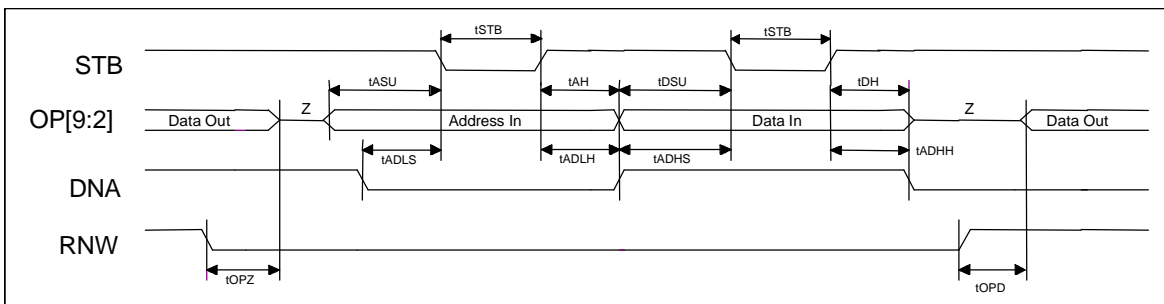 tSTB tSTB
STB
tASU tAH tDSU tDH
OP[9:2] Data Out Z Address In Data In Z Data Out
tADLS tADLH tADHS tADHH
DNA
RNW
tOPZ tOPD